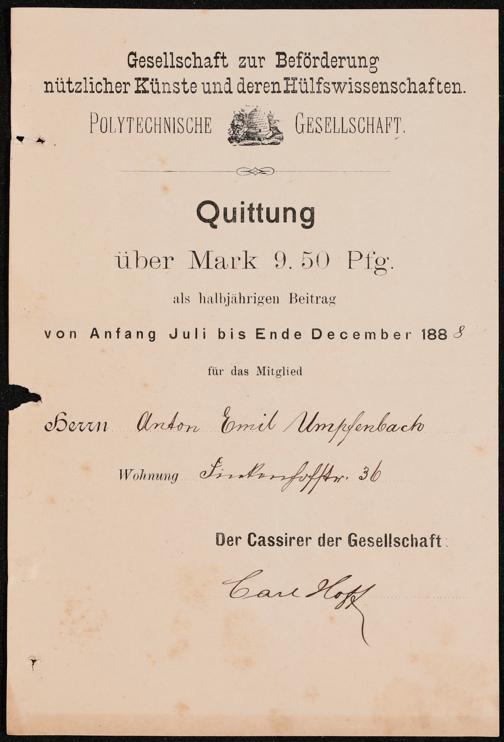 Gesellschaft zur Beförderung
nützlicher Künste und deren Hülfswissenschaften.
POLYTECHNISCHE GESELLSCHAFT.
Quittung
über Mark 9.50 Pfg.
als halbjährigen Beitrag
von Anfang Juli bis Ende December 1888
für das Mitglied
Herrn Anton Emil Umpfenbach
Wohnung Finkenhofstr. 36
Der Cassirer der Gesellschaft:
Carl Hoff